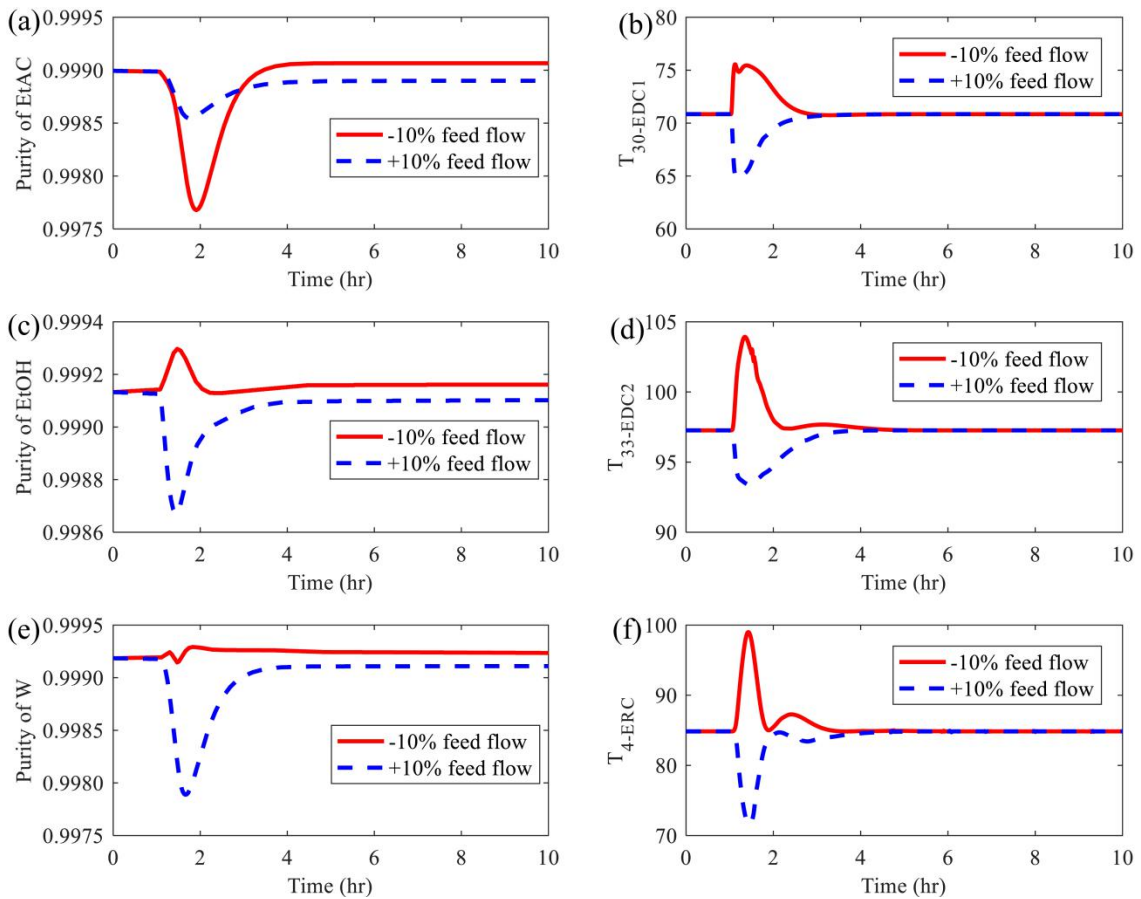 (a)
Purity of EtAC
0.9995
0.9990
0.9985
0.9980
0.9975
-10% feed flow
+10% feed flow
0 2 4 6 8 10
Time (hr)
(b)
T30-EDC1
80
75
70
65
60
-10% feed flow
+10% feed flow
0 2 4 6 8 10
Time (hr)
(c)
Purity of EtOH
0.9994
0.9992
0.9990
0.9988
0.9986
-10% feed flow
+10% feed flow
0 2 4 6 8 10
Time (hr)
(d)
T33-EDC2
105
100
95
90
-10% feed flow
+10% feed flow
0 2 4 6 8 10
Time (hr)
(e)
Purity of W
0.9995
0.9990
0.9985
0.9980
0.9975
-10% feed flow
+10% feed flow
0 2 4 6 8 10
Time (hr)
(f)
T4-ERC
100
90
80
70
-10% feed flow
+10% feed flow
0 2 4 6 8 10
Time (hr)